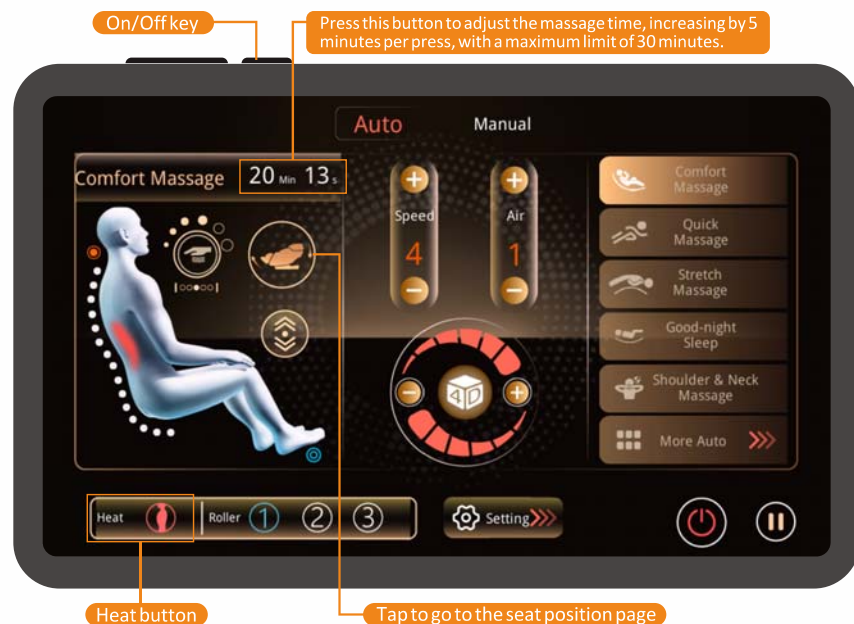 On/Off key
Press this button to adjust the massage time, increasing by 5
minutes per press, with a maximum limit of 30 minutes.
Auto
Manual
Comfort Massage
20 Min 13 s
Speed
4
Air
1
4D
Comfort
Massage
Quick
Massage
Stretch
Massage
Good-night
Sleep
Shoulder & Neck
Massage
More Auto
Heat
Roller 1 2 3
Setting
Heat button
Tap to go to the seat position page